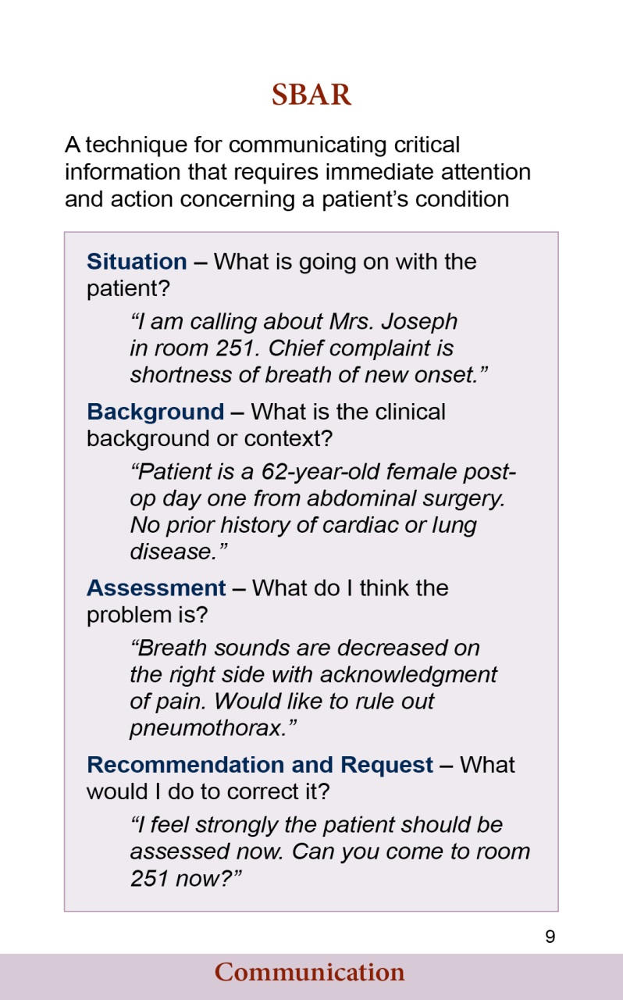 SBAR
A technique for communicating critical
information that requires immediate attention
and action concerning a patient’s condition
Situation – What is going on with the
patient?
“I am calling about Mrs. Joseph
in room 251. Chief complaint is
shortness of breath of new onset.”
Background – What is the clinical
background or context?
“Patient is a 62-year-old female post-
op day one from abdominal surgery.
No prior history of cardiac or lung
disease.”
Assessment – What do I think the
problem is?
“Breath sounds are decreased on
the right side with acknowledgment
of pain. Would like to rule out
pneumothorax.”
Recommendation and Request – What
would I do to correct it?
“I feel strongly the patient should be
assessed now. Can you come to room
251 now?”
9
Communication